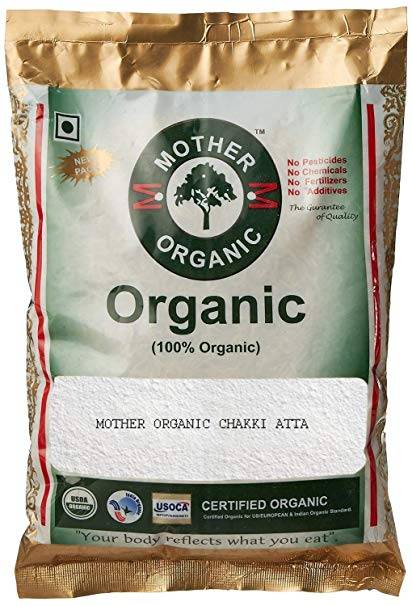 NEW
PACK
MOTHER
ORGANIC
M M
TM
No Pesticides
No Chemicals
No Fertilizers
No Additives
The Gurantee
of Quality
Organic
(100% Organic)
MOTHER ORGANIC CHAKKI ATTA
USDA
ORGANIC
USOCA
CERTIFIED ORGANIC
Certified Organic for US/EUROPEAN & Indian Organic Standard.
"Your body reflects what you eat".